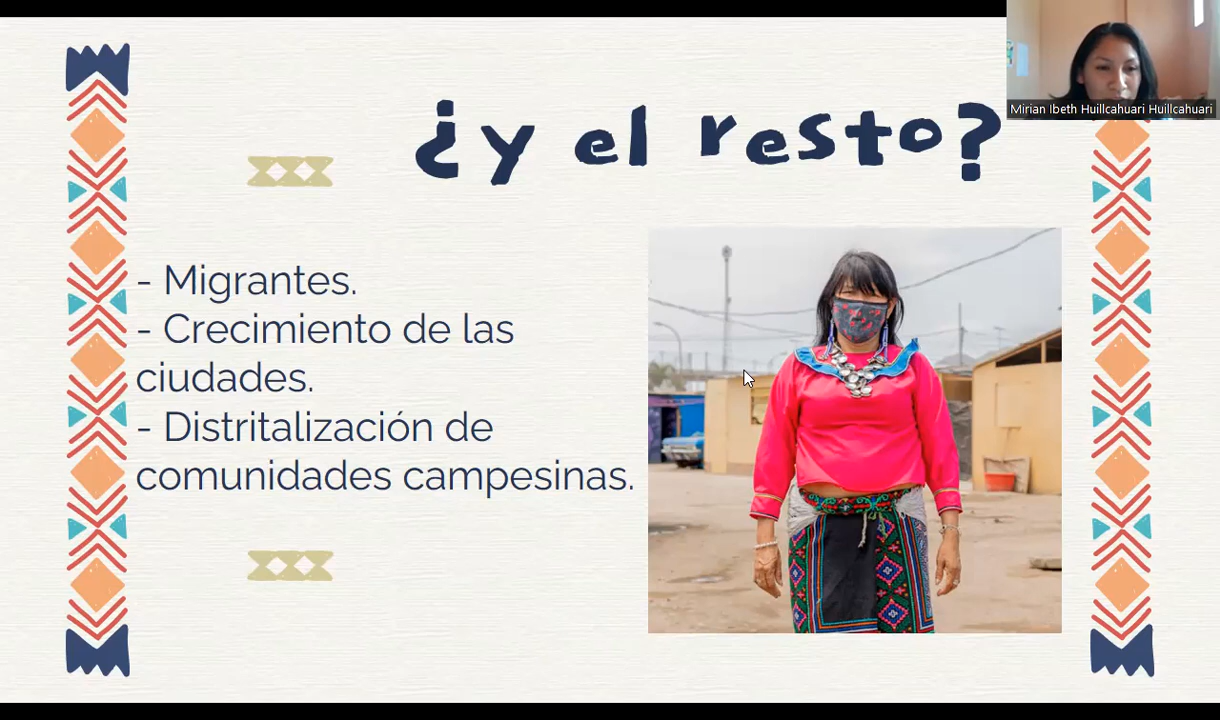 Mirian Ibeth Huillcahuari Huillcahuari
¿y el resto?
- Migrantes.
- Crecimiento de las
ciudades.
- Distritalización de
comunidades campesinas.